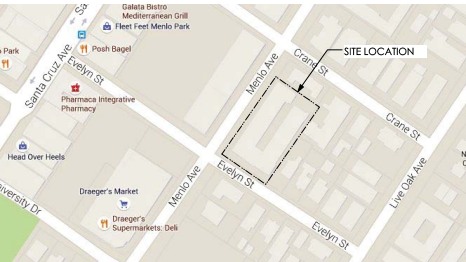 Galata Bistro
Mediterranean Grill
Fleet Feet Menlo Park
Posh Bagel
Park
Sa
Santa Cruz Ave
Evelyn St
Pharmaca Integrative
Pharmacy
Head Over Heels
Draeger's Market
Draeger's
Supermarkets: Deli
iversity Dr
Menlo Ave
Menlo Ave
Crane St
SITE LOCATION
Crane St
Live Oak Ave
Evelyn St
Evelyn St
N